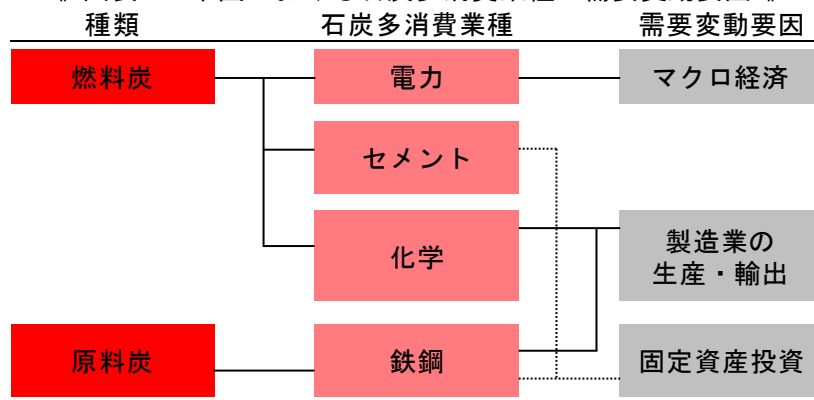 種類 石炭多消費業種 需要変動要因
燃料炭 電力 マクロ経済
セメント
化学
製造業の
生産・輸出
原料炭 鉄鋼 固定資産投資